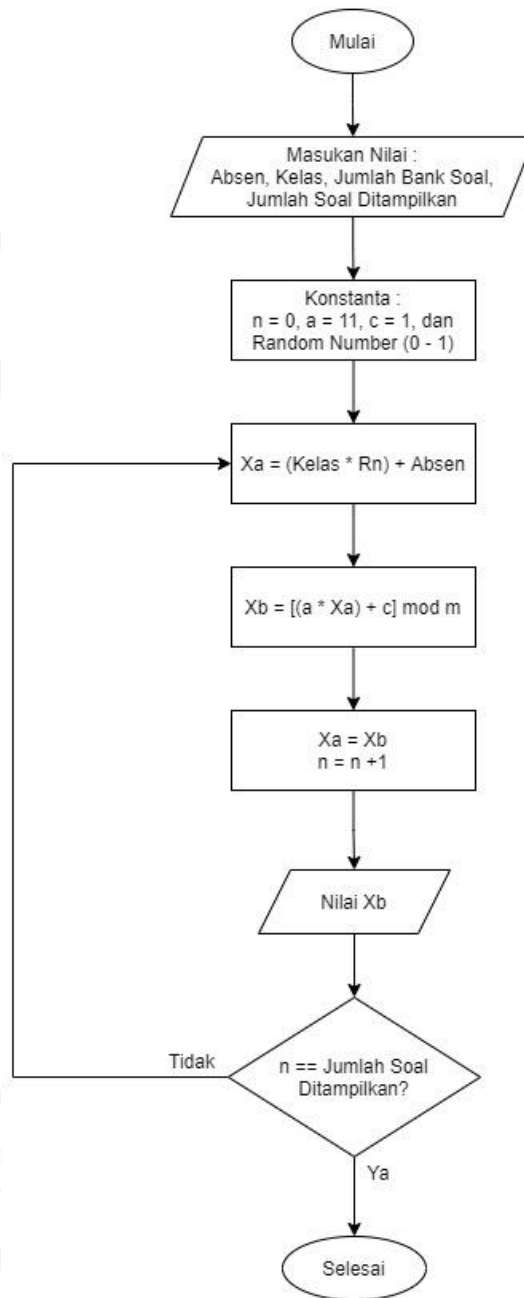 Mulai
Masukan Nilai :
Absen, Kelas, Jumlah Bank Soal,
Jumlah Soal Ditampilkan
Konstanta :
n = 0, a = 11, c = 1, dan
Random Number (0 - 1)
Xa = (Kelas * Rn) + Absen
Xb = [(a * Xa) + c] mod m
Xa = Xb
n = n +1
Nilai Xb
n == Jumlah Soal
Ditampilkan?
Tidak
Ya
Selesai